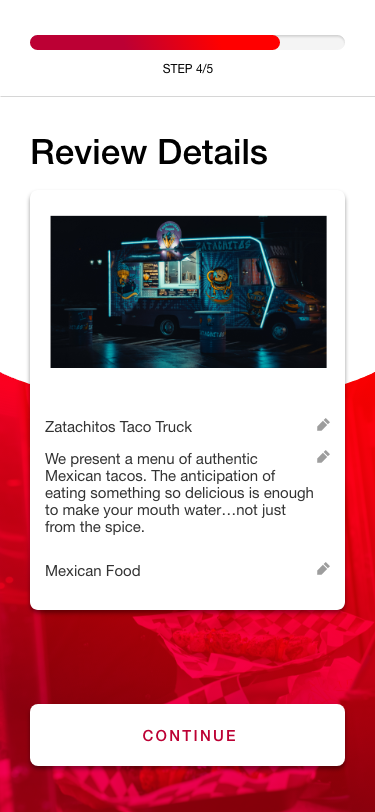 STEP 4/5
Review Details
ZATACHETOS
Zatachitos Taco Truck
We present a menu of authentic
Mexican tacos. The anticipation of
eating something so delicious is enough
to make your mouth water…not just
from the spice.
Mexican Food
CONTINUE